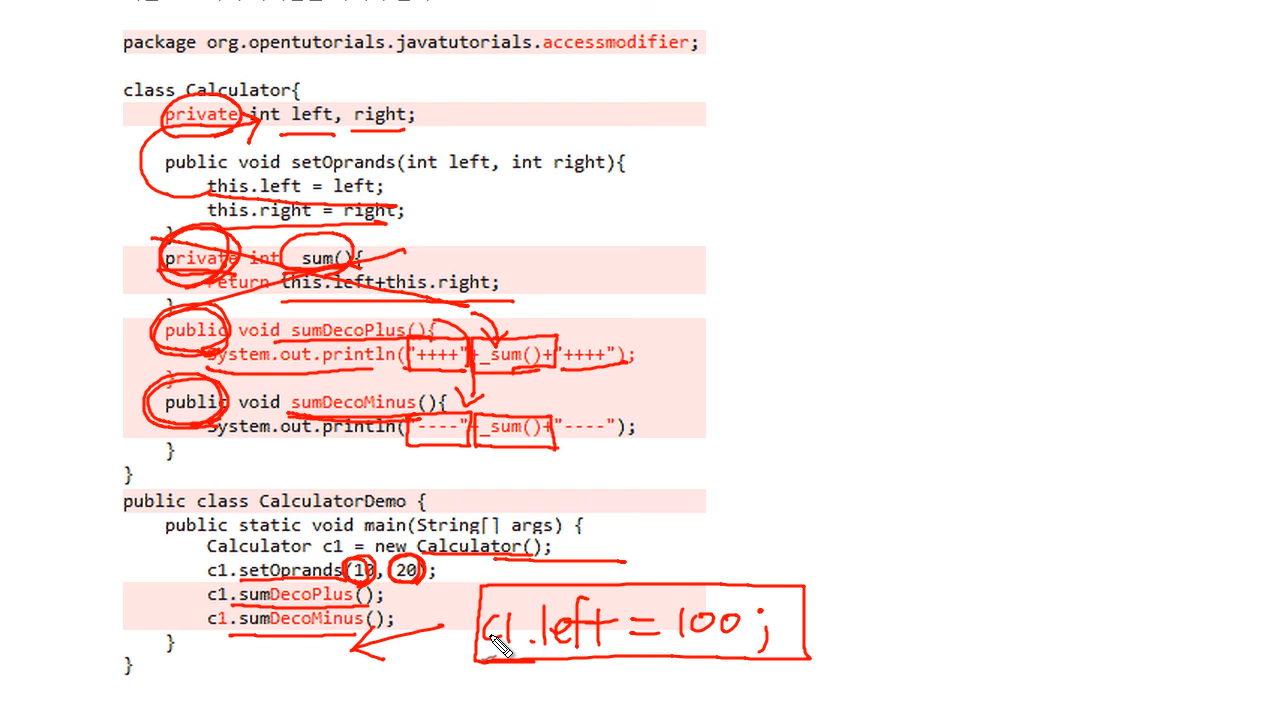 package org.opentutorials.javatutorials.accessmodifier;
class Calculator{
private int left, right;
public void setOprands(int left, int right){
this.left = left;
this.right = right;
}
private int _sum(){
return this.left+this.right;
}
public void sumDecoPlus(){
System.out.println("++++"+_sum()+"++++");
}
public void sumDecoMinus(){
System.out.println("----"+_sum()+"----");
}
}
public class CalculatorDemo {
public static void main(String[] args) {
Calculator c1 = new Calculator();
c1.setOprands(10, 20);
c1.sumDecoPlus();
c1.sumDecoMinus();
c1.left = 100;
}
}